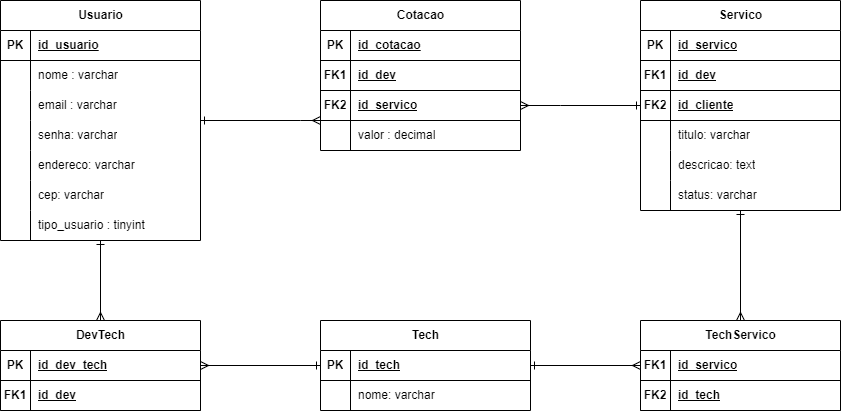 Usuario
PK id_usuario
nome : varchar
email : varchar
senha: varchar
endereco: varchar
cep: varchar
tipo_usuario : tinyint
Cotacao
PK id_cotacao
FK1 id_dev
FK2 id_servico
valor : decimal
Servico
PK id_servico
FK1 id_dev
FK2 id_cliente
titulo: varchar
descricao: text
status: varchar
DevTech
PK id_dev_tech
FK1 id_dev
Tech
PK id_tech
nome: varchar
TechServico
FK1 id_servico
FK2 id_tech